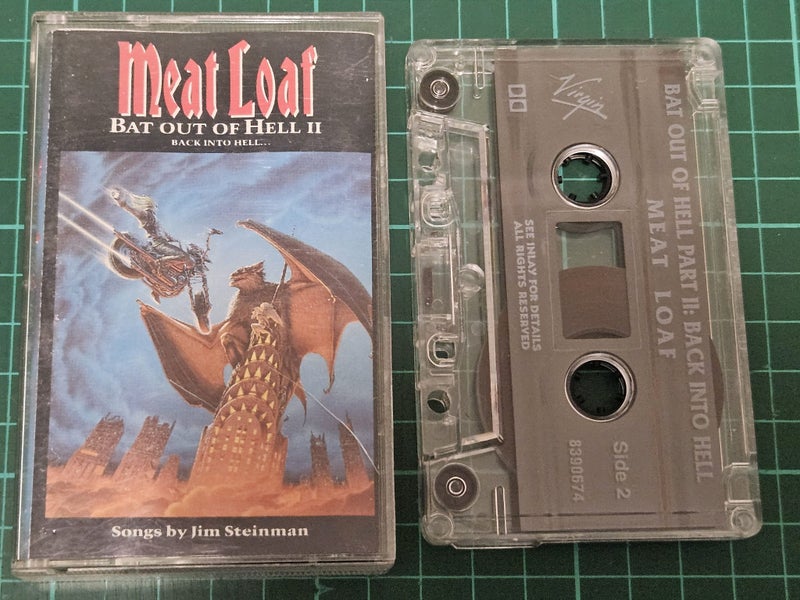 Meat Loaf
BAT OUT OF HELL II
BACK INTO HELL...
Songs by Jim Steinman
Virgin
BAT OUT OF HELL PART II: BACK INTO HELL
MEAT LOAF
SEE INLAY FOR DETAILS
ALL RIGHTS RESERVED
Side 2
8390674